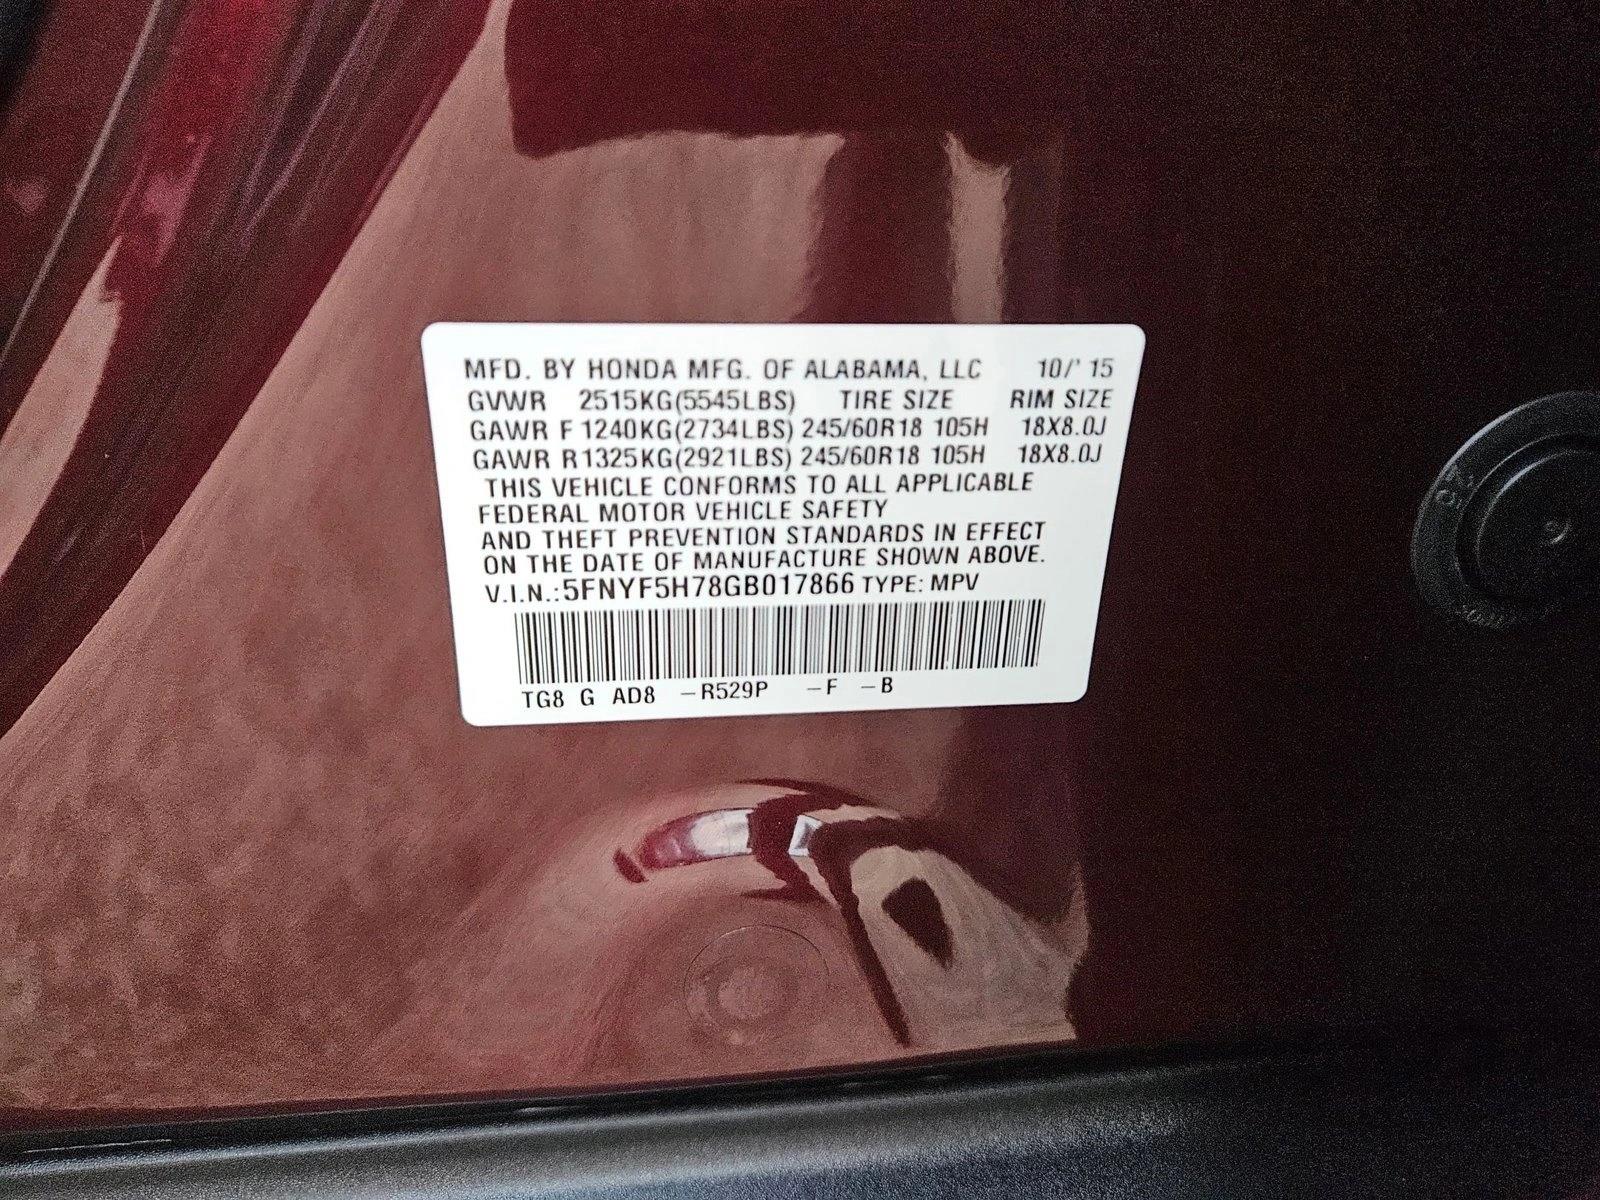 MFD. BY HONDA MFG. OF ALABAMA, LLC 10/' 15
GVWR 2515KG(5545LBS) TIRE SIZE RIM SIZE
GAWR F 1240KG(2734LBS) 245/60R18 105H 18X8.0J
GAWR R1325KG(2921LBS) 245/60R18 105H 18X8.0J
THIS VEHICLE CONFORMS TO ALL APPLICABLE
FEDERAL MOTOR VEHICLE SAFETY
AND THEFT PREVENTION STANDARDS IN EFFECT
ON THE DATE OF MANUFACTURE SHOWN ABOVE.
V.I.N.:5FNYF5H78GB017866 TYPE: MPV
TG8 G AD8 -R529P -F -B
25